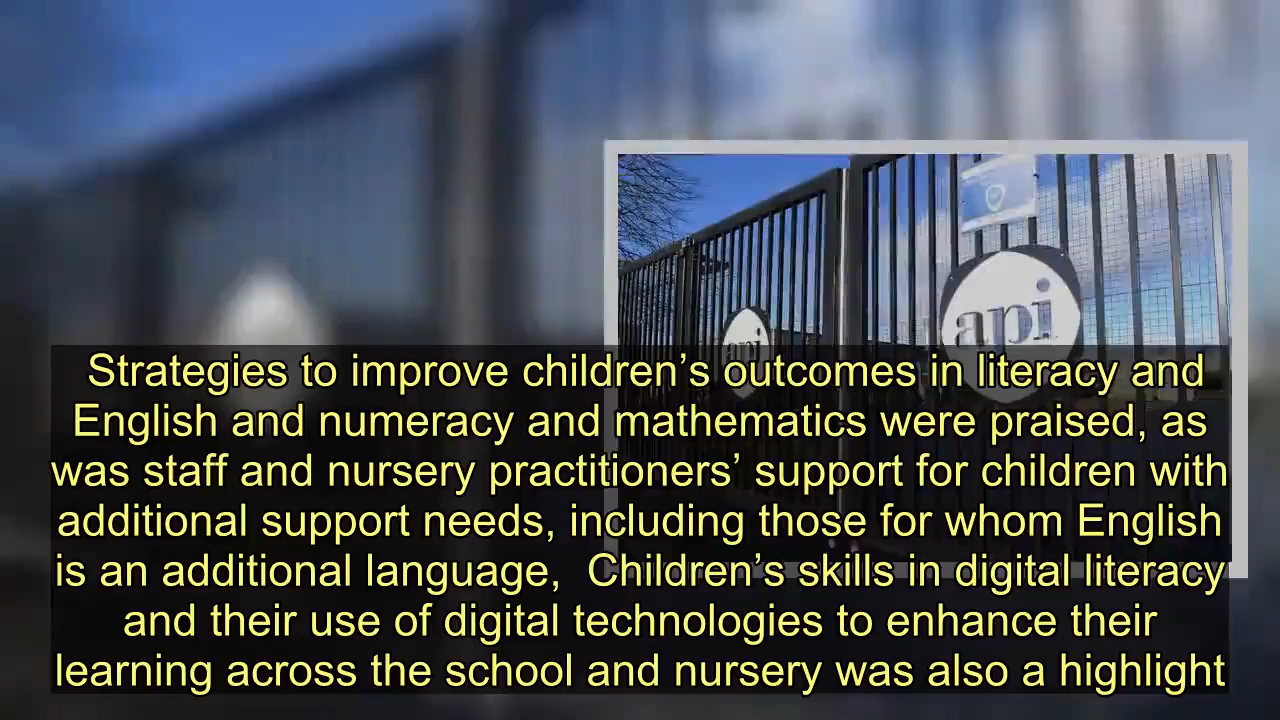 api
api
Strategies to improve children’s outcomes in literacy and
English and numeracy and mathematics were praised, as
was staff and nursery practitioners’ support for children with
additional support needs, including those for whom English
is an additional language,  Children’s skills in digital literacy
and their use of digital technologies to enhance their
learning across the school and nursery was also a highlight